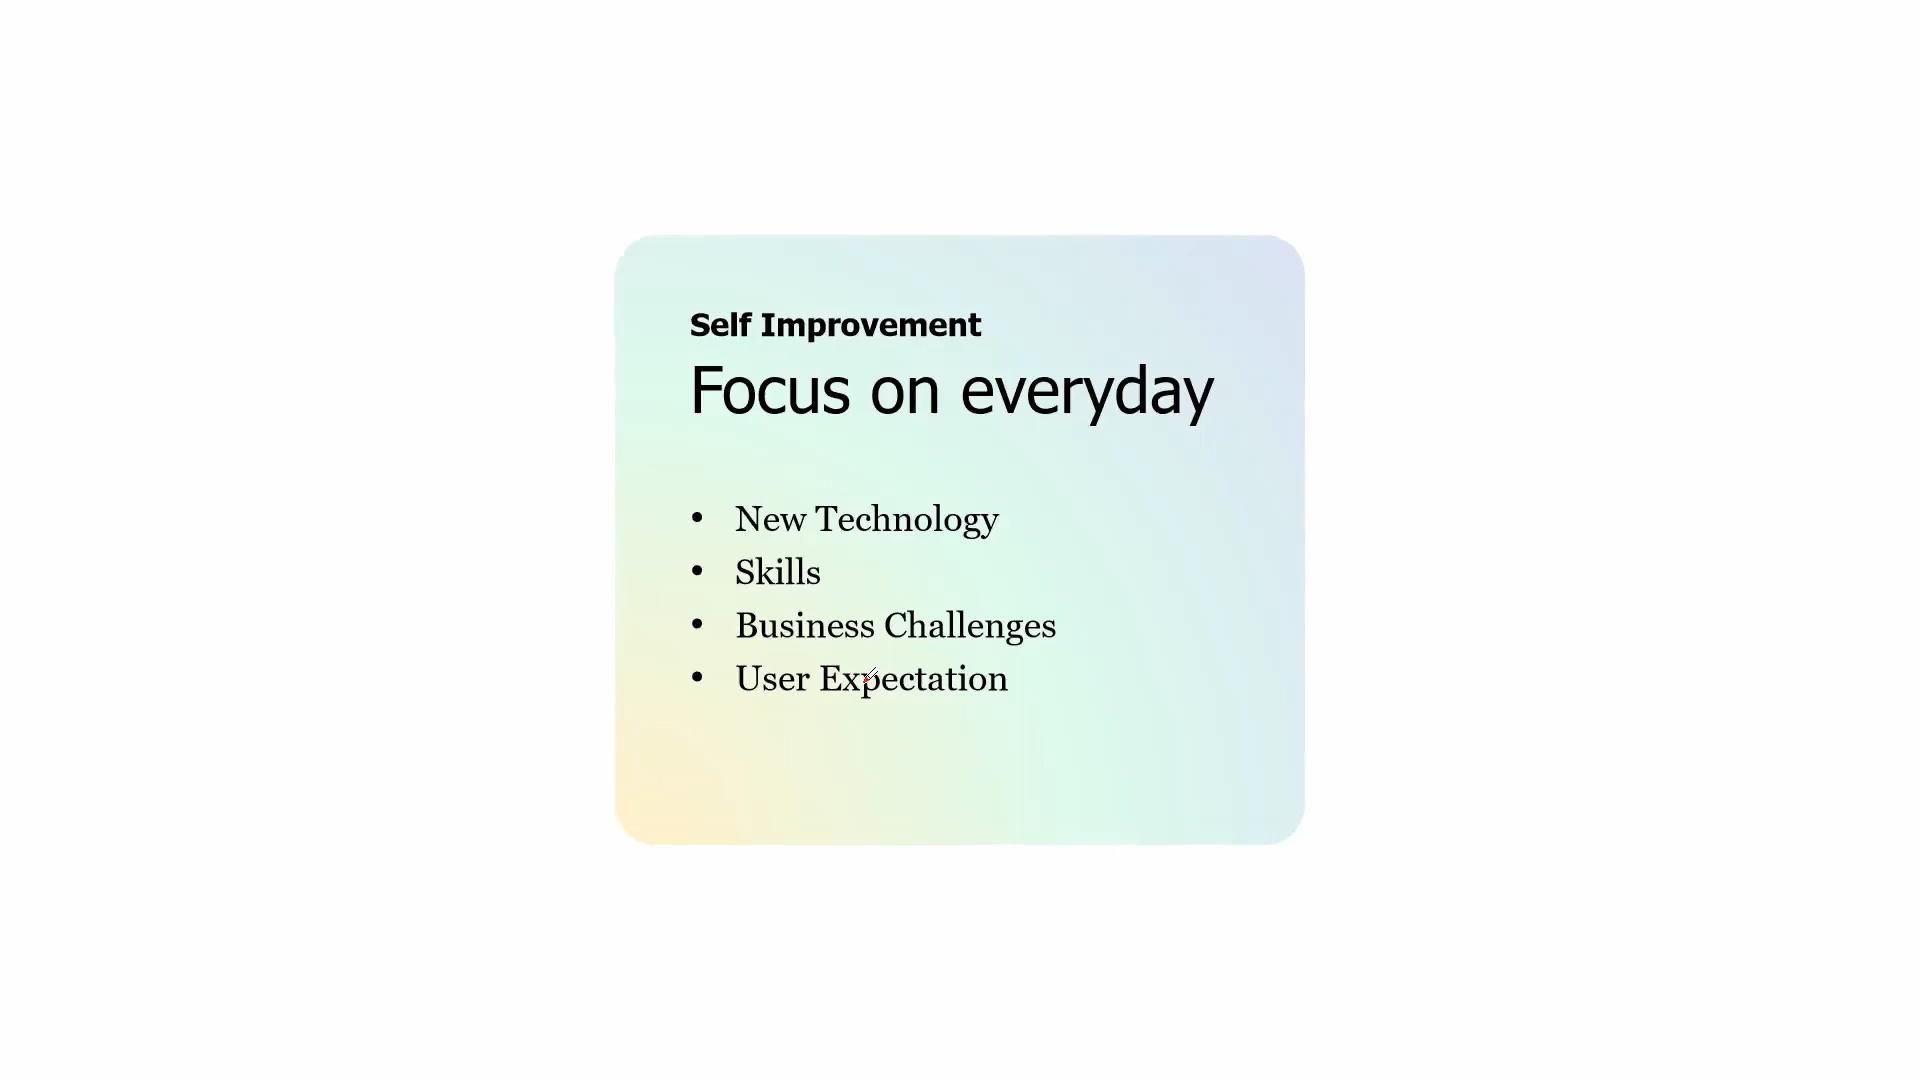 Self Improvement
Focus on everyday
• New Technology
• Skills
• Business Challenges
• User Expectation